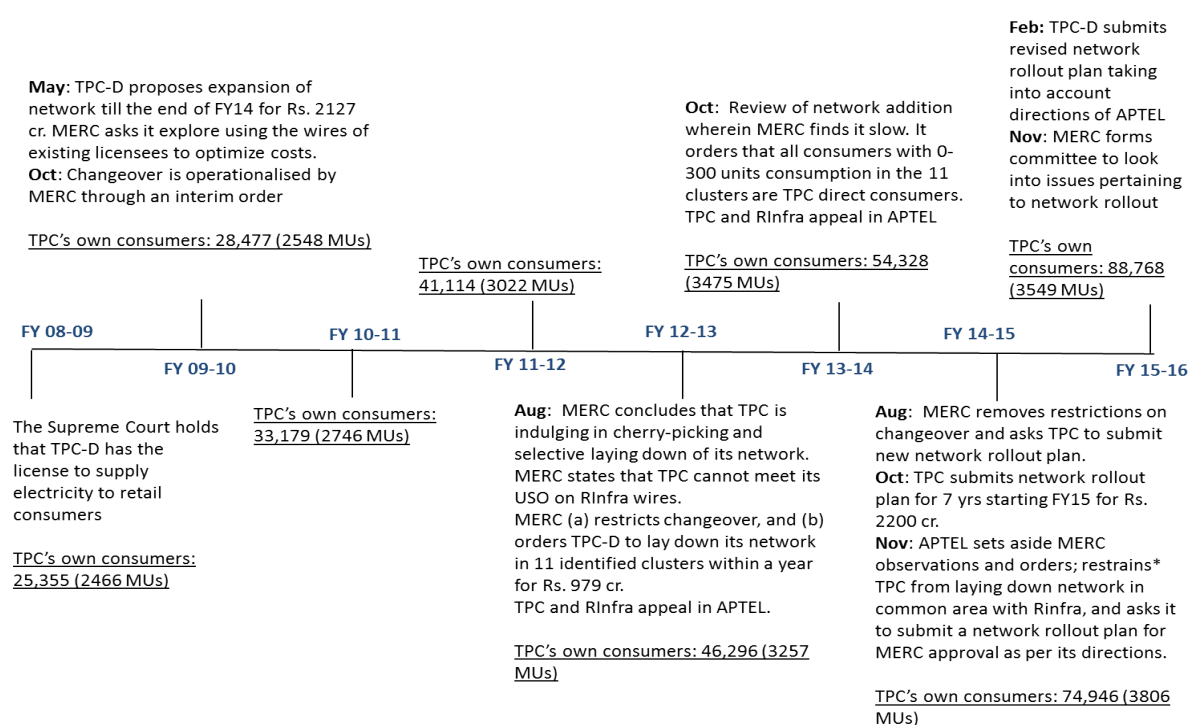 May: TPC-D proposes expansion of
network till the end of FY14 for Rs. 2127
cr. MERC asks it explore using the wires of
existing licensees to optimize costs.
Oct: Changeover is operationalised by
MERC through an interim order
TPC's own consumers: 28,477 (2548 MUs)
TPC's own consumers:
41,114 (3022 MUs)
Oct:  Review of network addition
wherein MERC finds it slow. It
orders that all consumers with 0-
300 units consumption in the 11
clusters are TPC direct consumers.
TPC and RInfra appeal in APTEL
TPC's own consumers: 54,328
(3475 MUs)
Feb: TPC-D submits
revised network
rollout plan taking
into account
directions of APTEL
Nov: MERC forms
committee to look
into issues pertaining
to network rollout
TPC's own
consumers: 88,768
(3549 MUs)
FY 08-09
FY 09-10
FY 10-11
FY 11-12
FY 12-13
FY 13-14
FY 14-15
FY 15-16
The Supreme Court holds
that TPC-D has the
license to supply
electricity to retail
consumers
TPC's own consumers:
25,355 (2466 MUs)
TPC's own consumers:
33,179 (2746 MUs)
Aug:  MERC concludes that TPC is
indulging in cherry-picking and
selective laying down of its network.
MERC states that TPC cannot meet its
USO on RInfra wires.
MERC (a) restricts changeover, and (b)
orders TPC-D to lay down its network
in 11 identified clusters within a year
for Rs. 979 cr.
TPC and RInfra appeal in APTEL.
TPC's own consumers: 46,296 (3257
MUs)
Aug:  MERC removes restrictions on
changeover and asks TPC to submit
new network rollout plan.
Oct: TPC submits network rollout
plan for 7 yrs starting FY15 for Rs.
2200 cr.
Nov: APTEL sets aside MERC
observations and orders; restrains*
TPC from laying down network in
common area with Rinfra, and asks it
to submit a network rollout plan for
MERC approval as per its directions.
TPC's own consumers: 74,946 (3806
MUs)